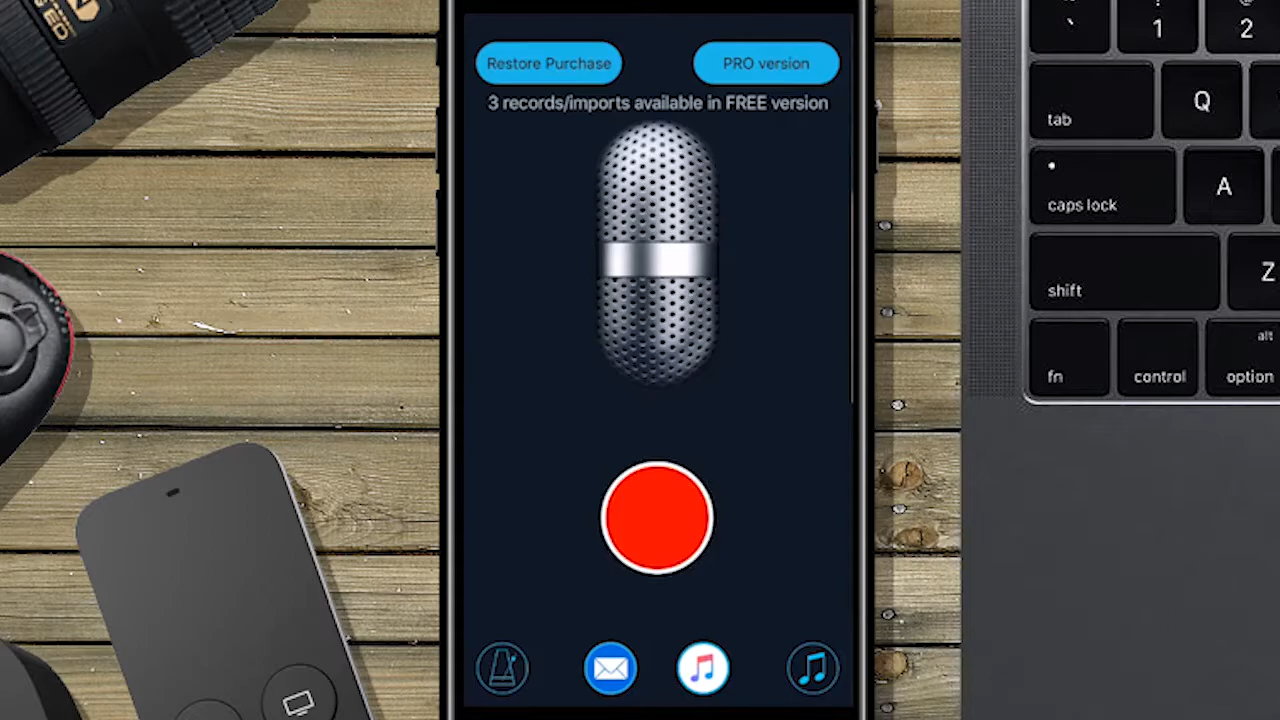 ED
Restore Purchase
PRO version
3 records/imports available in FREE version
`
1
2
tab
Q
caps lock
A
shift
Z
fn
control
alt
option